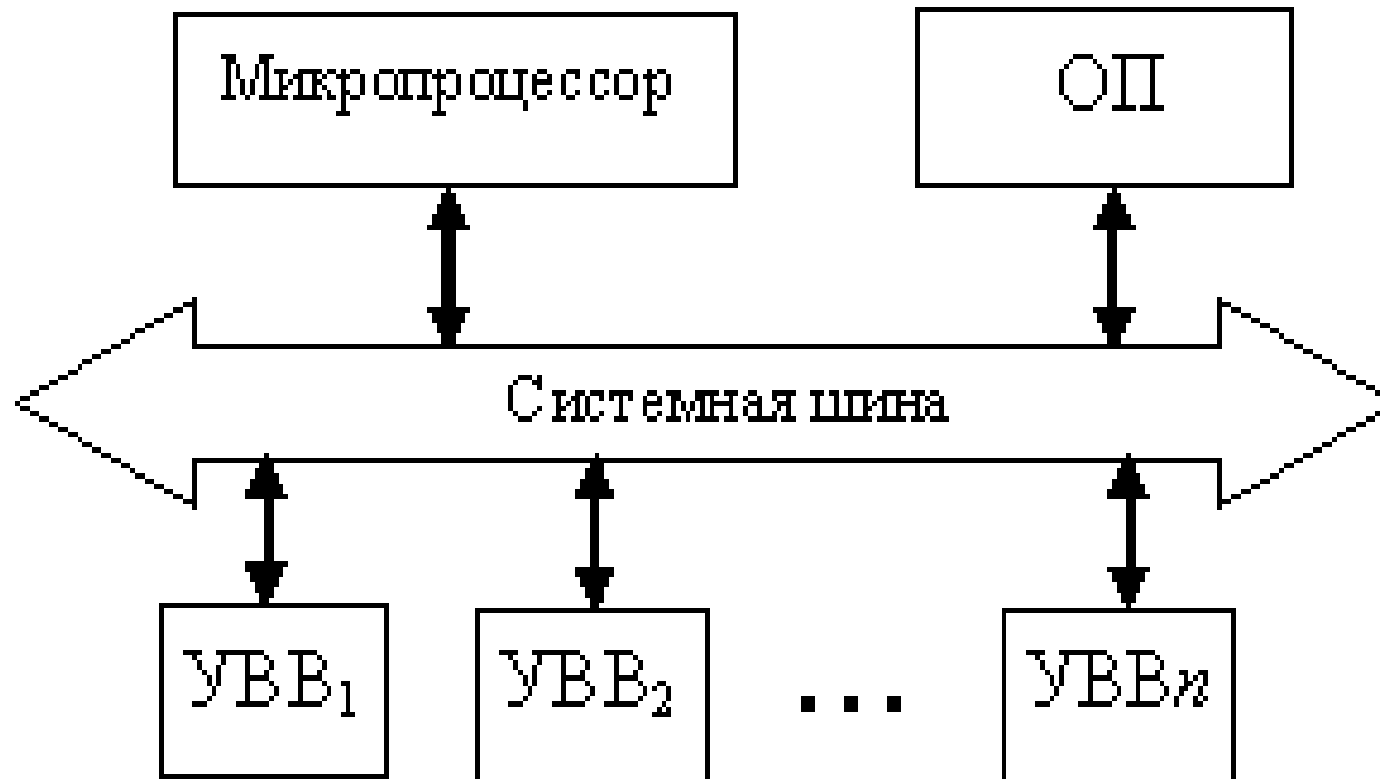 Микропроцессор
ОП
Системная шина
УВВ₁
УВВ₂
...
УВВn